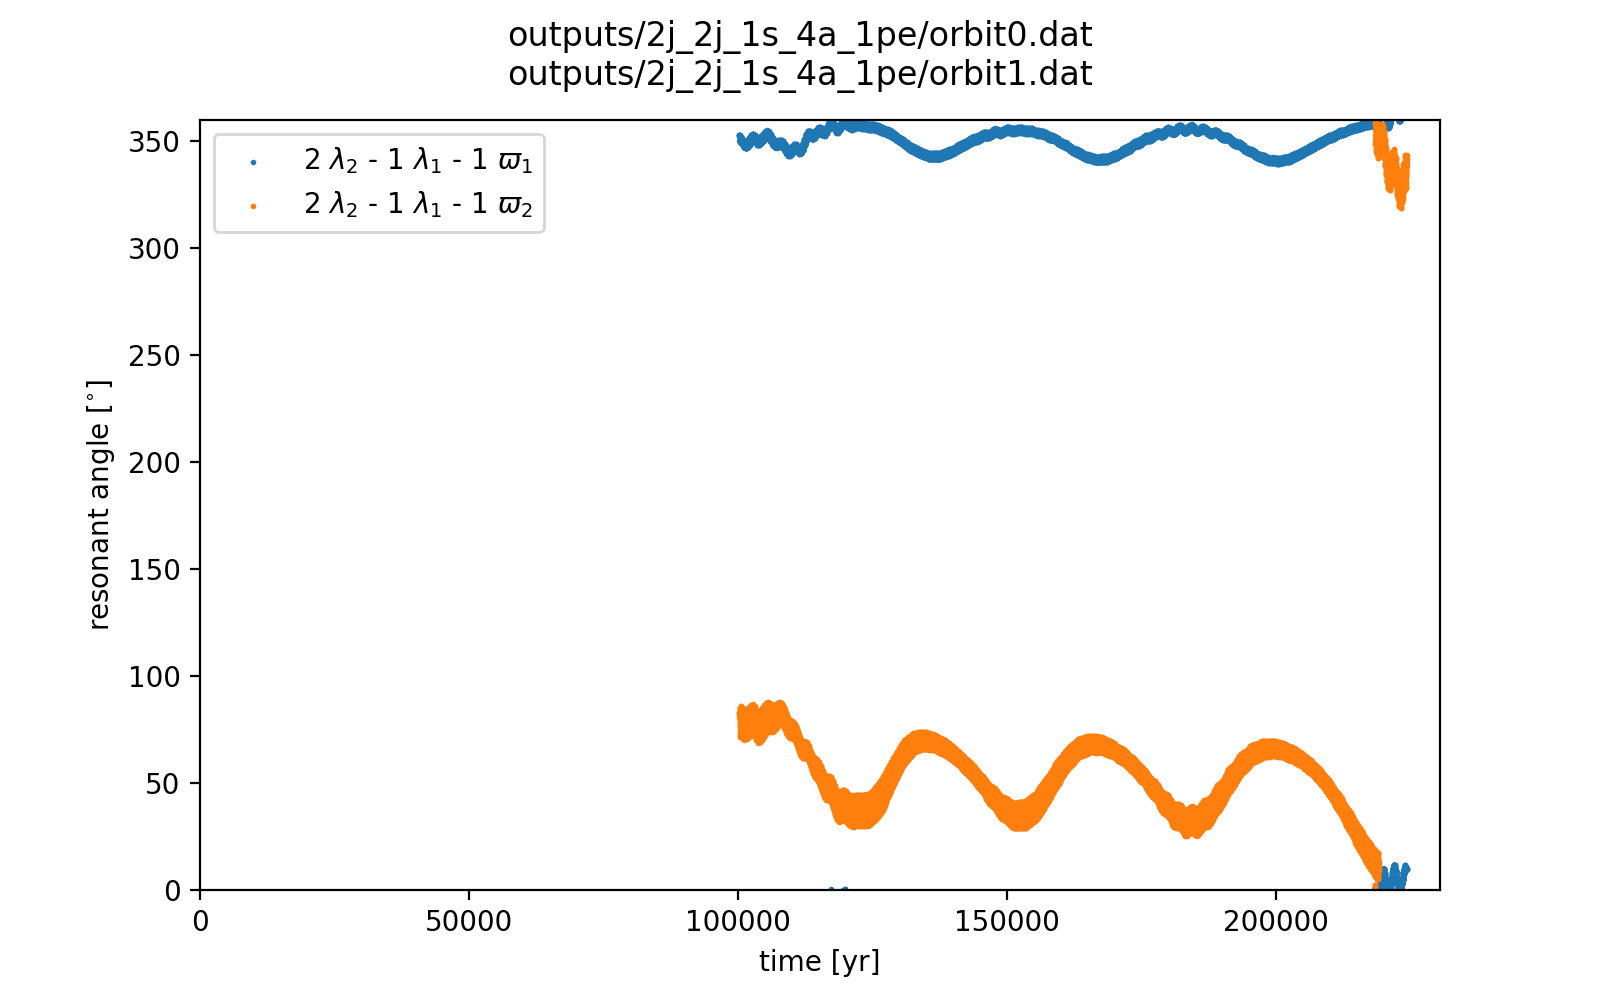 outputs/2j_2j_1s_4a_1pe/orbit0.dat
outputs/2j_2j_1s_4a_1pe/orbit1.dat
2 λ₂ - 1 λ₁ - 1 ϖ₁
2 λ₂ - 1 λ₁ - 1 ϖ₂
resonant angle [°]
350
300
250
200
150
100
50
0
0 50000 100000 150000 200000
time [yr]